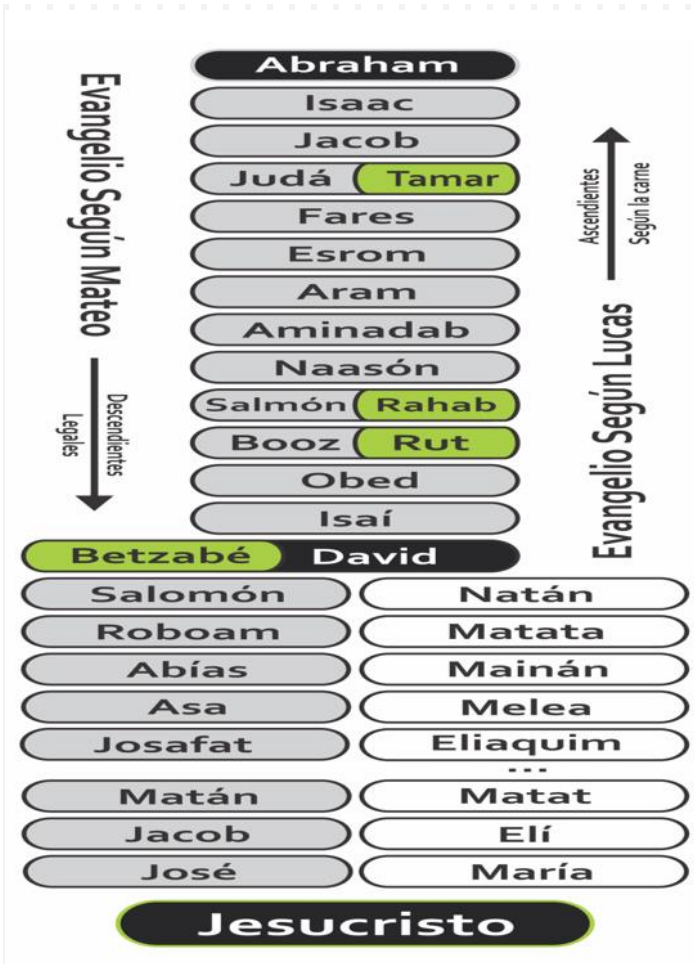 Evangelio Según Mateo
Descendientes
Legales
Abraham
Isaac
Jacob
Judá Tamar
Fares
Esrom
Aram
Aminadab
Naasón
Salmón Rahab
Booz Rut
Obed
Isaí
Betzabé David
Ascendientes
Según la carne
Evangelio Según Lucas
Salomón Natán
Roboam Matata
Abías Mainán
Asa Melea
Josafat Eliaquim
...
Matán Matat
Jacob Elí
José María
Jesucristo